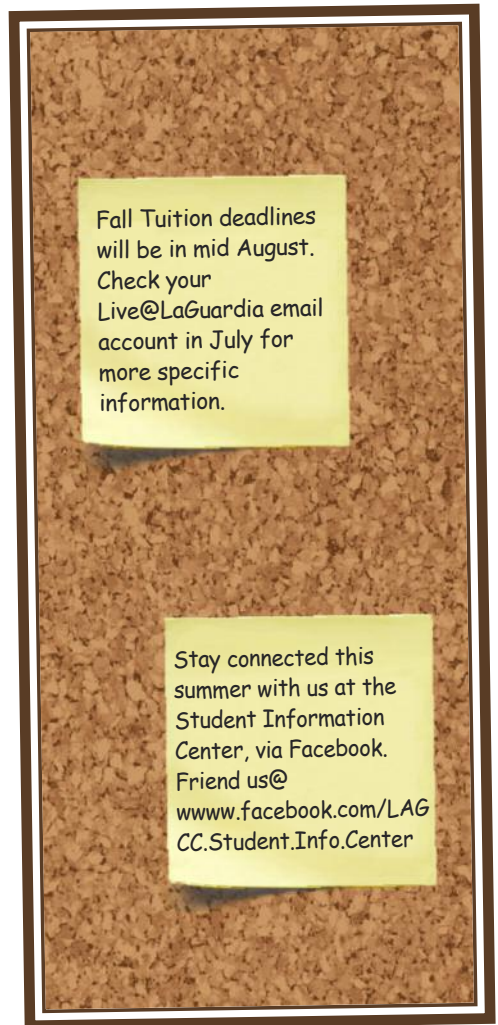 Fall Tuition deadlines
will be in mid August.
Check your
Live@LaGuardia email
account in July for
more specific
information.
Stay connected this
summer with us at the
Student Information
Center, via Facebook.
Friend us@
wwww.facebook.com/LAG
CC.Student.Info.Center